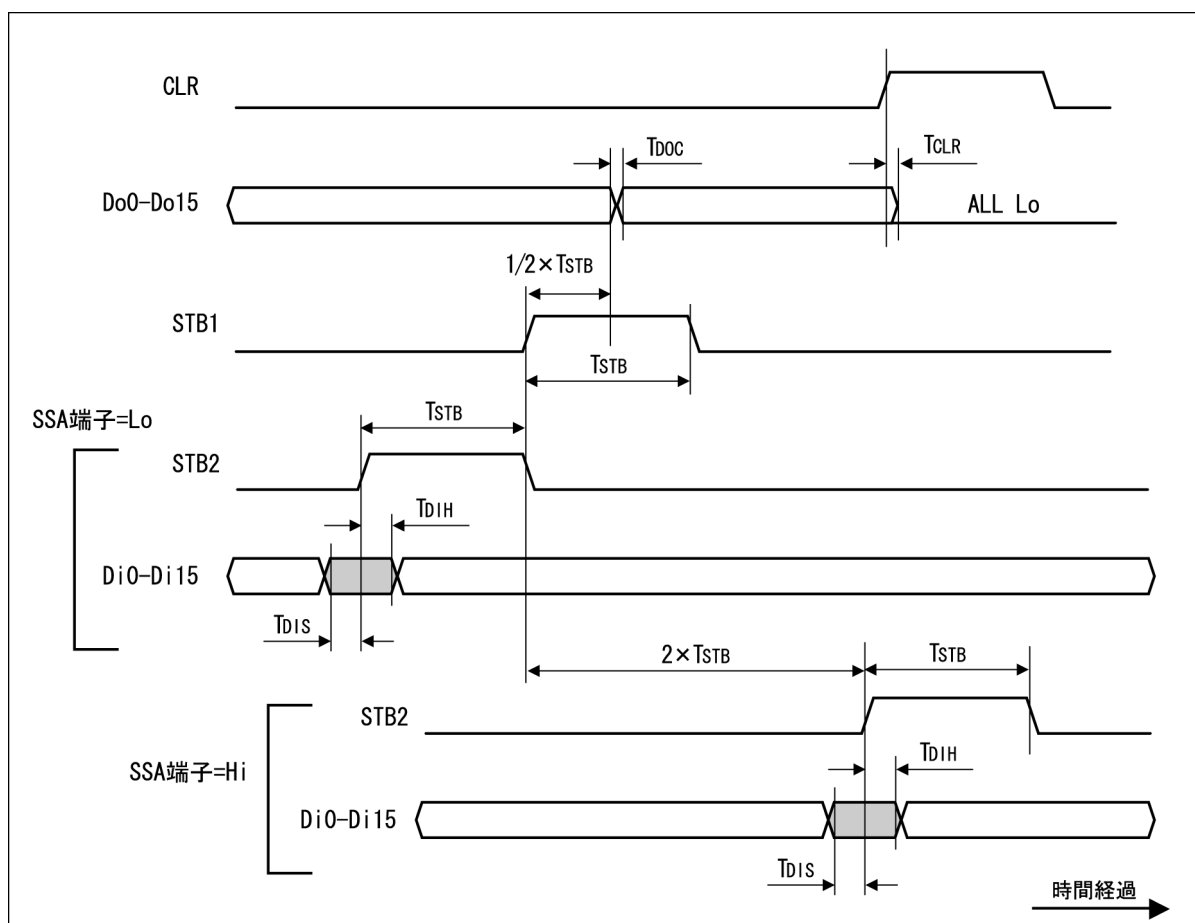 CLR
TDOC
TCLR
Do0-Do15
ALL Lo
1/2×TSTB
STB1
TSTB
SSA端子=Lo
TSTB
STB2
TDIH
Di0-Di15
TDIS
2×TSTB
TSTB
STB2
SSA端子=Hi
TDIH
Di0-Di15
TDIS
時間経過